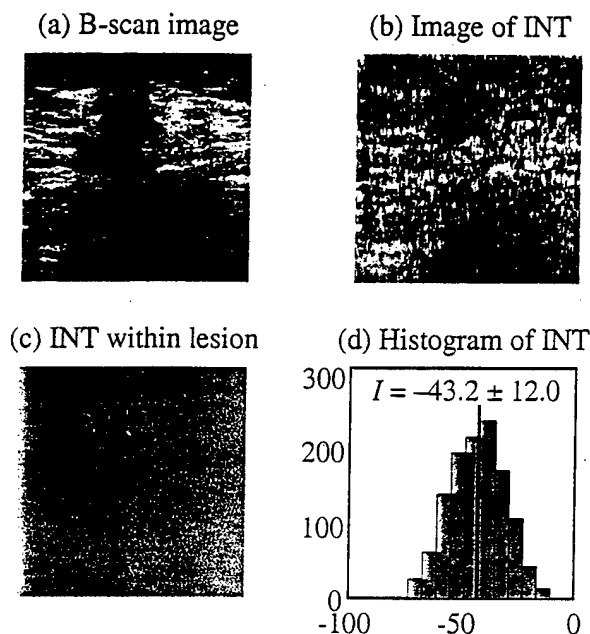 (a) B-scan image
(b) Image of INT
(c) INT within lesion
(d) Histogram of INT
I = –43.2 ± 12.0
300
200
100
0
-100
-50
0